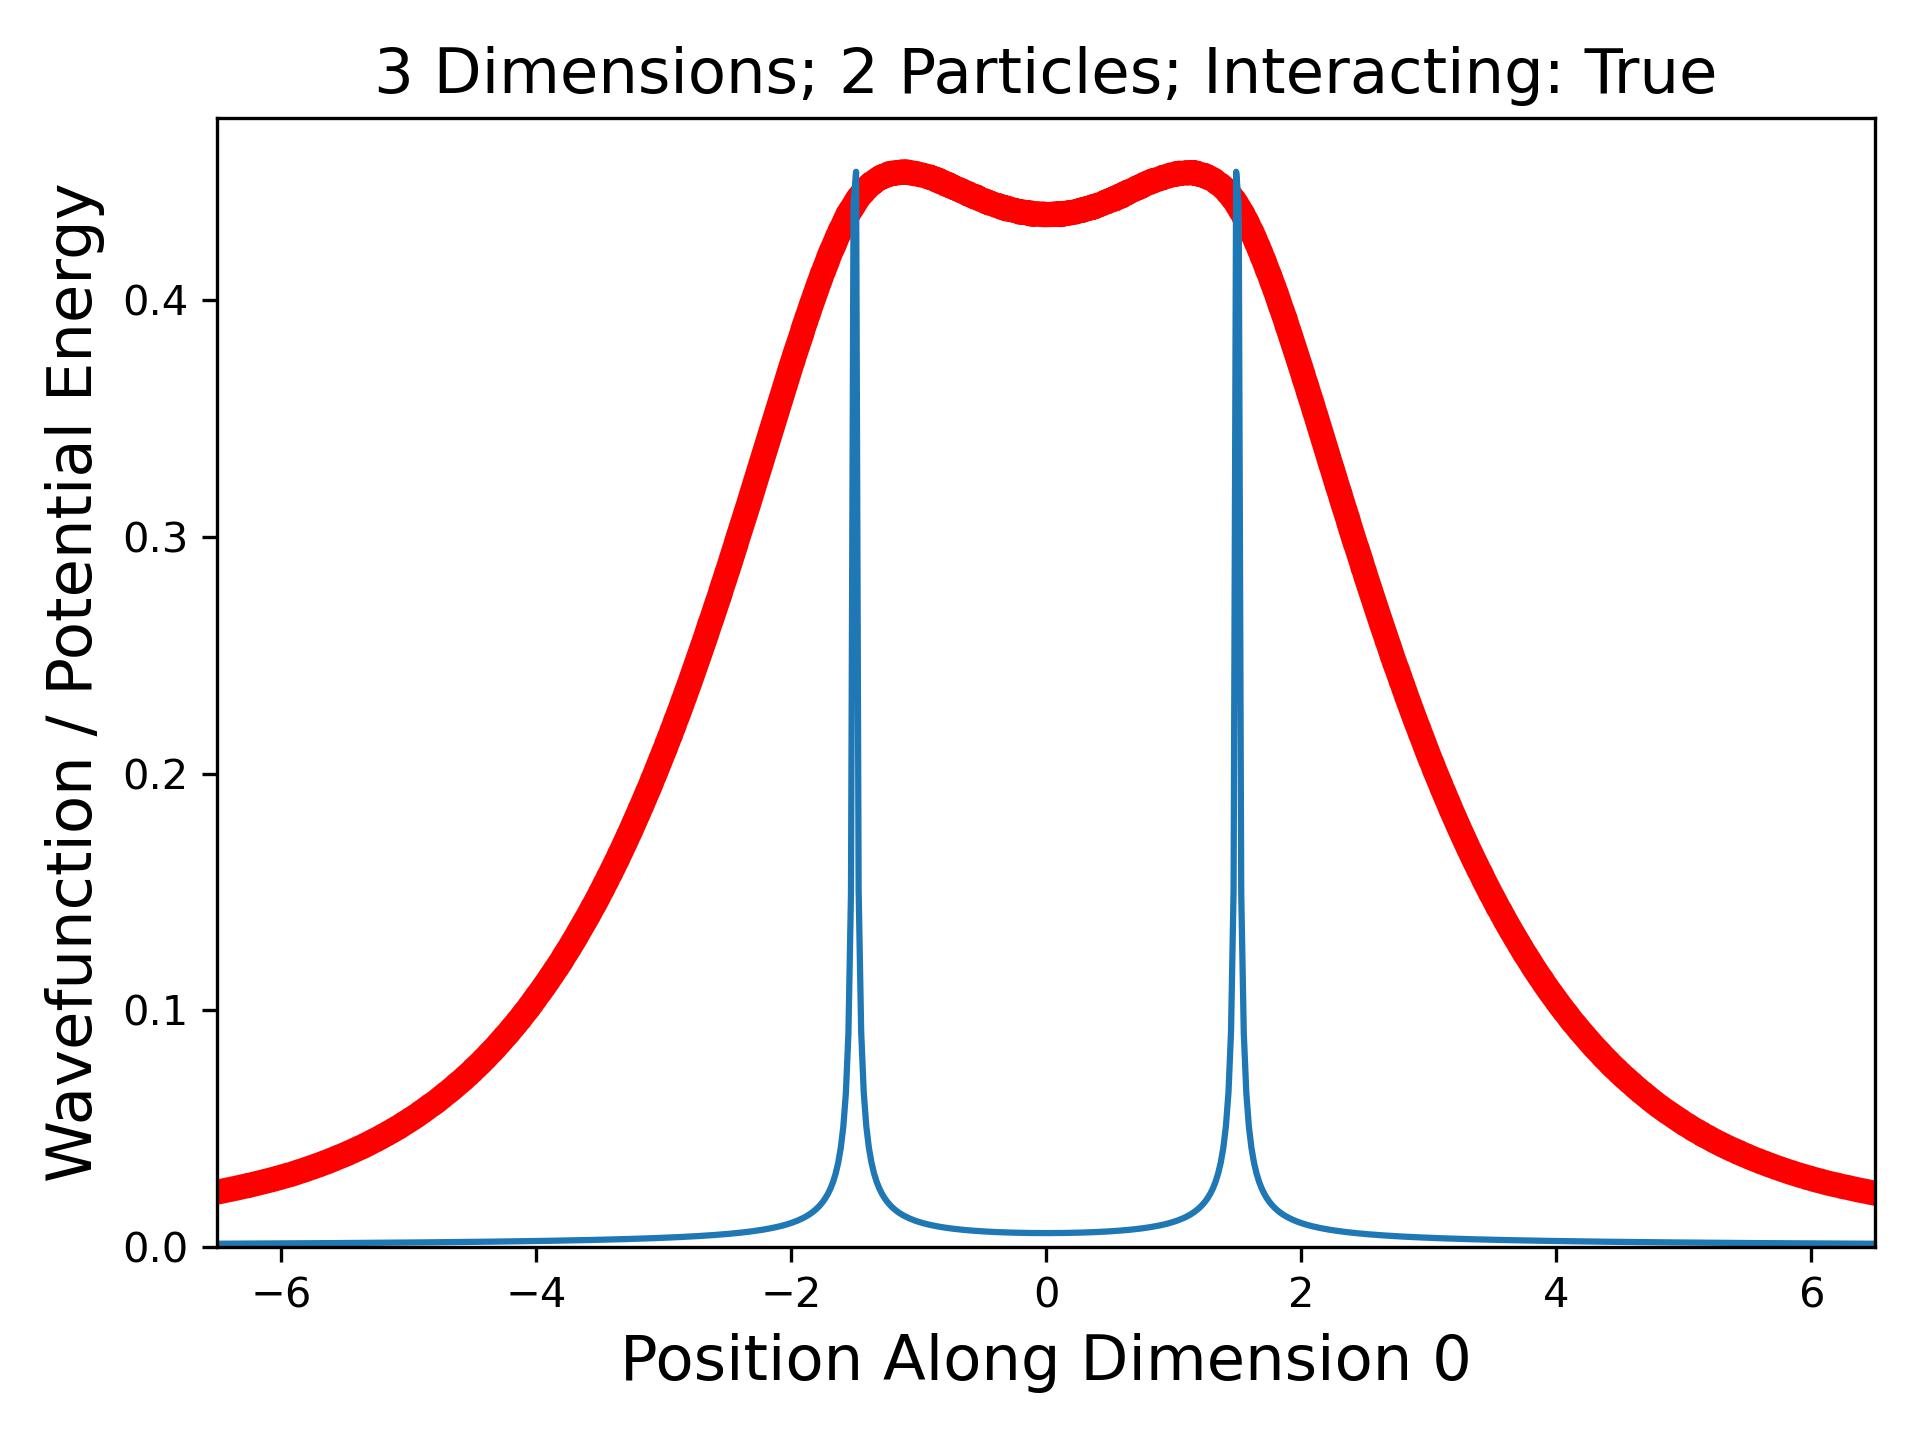 3 Dimensions; 2 Particles; Interacting: True
Wavefunction / Potential Energy
0.4
0.3
0.2
0.1
0.0
−6 −4 −2 0 2 4 6
Position Along Dimension 0